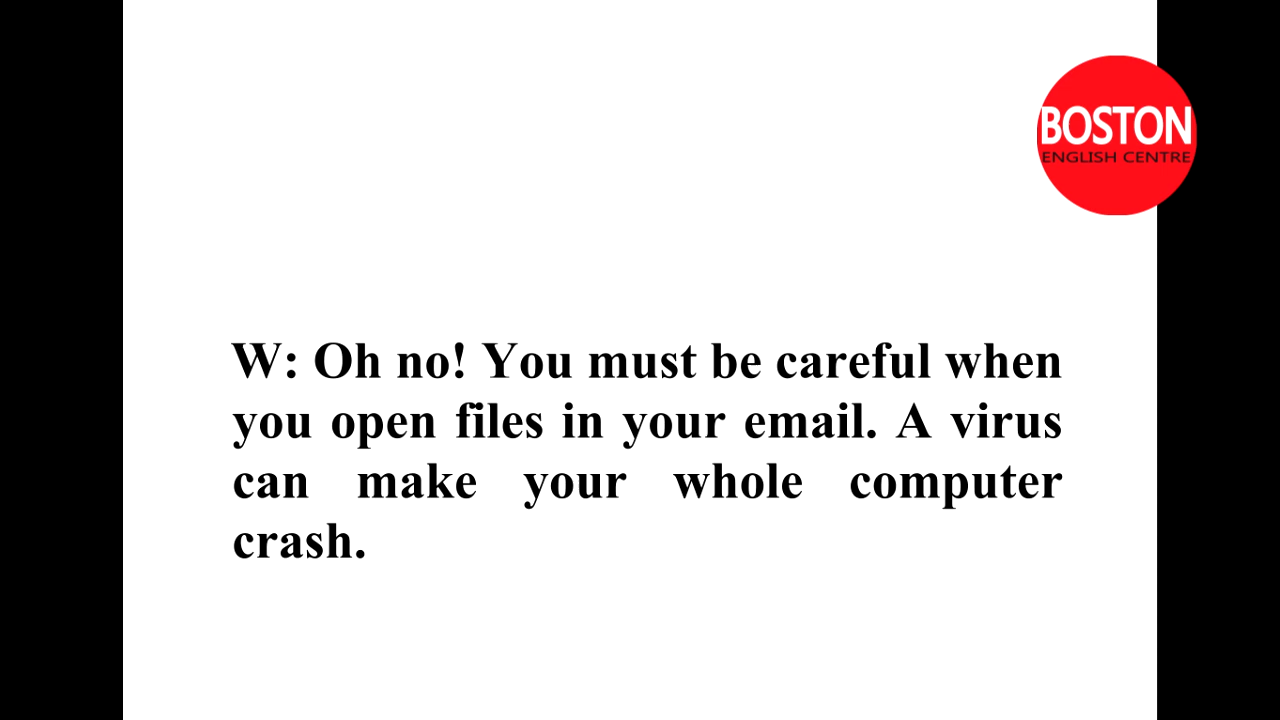 BOSTON
ENGLISH CENTRE
W: Oh no! You must be careful when
you open files in your email. A virus
can make your whole computer
crash.